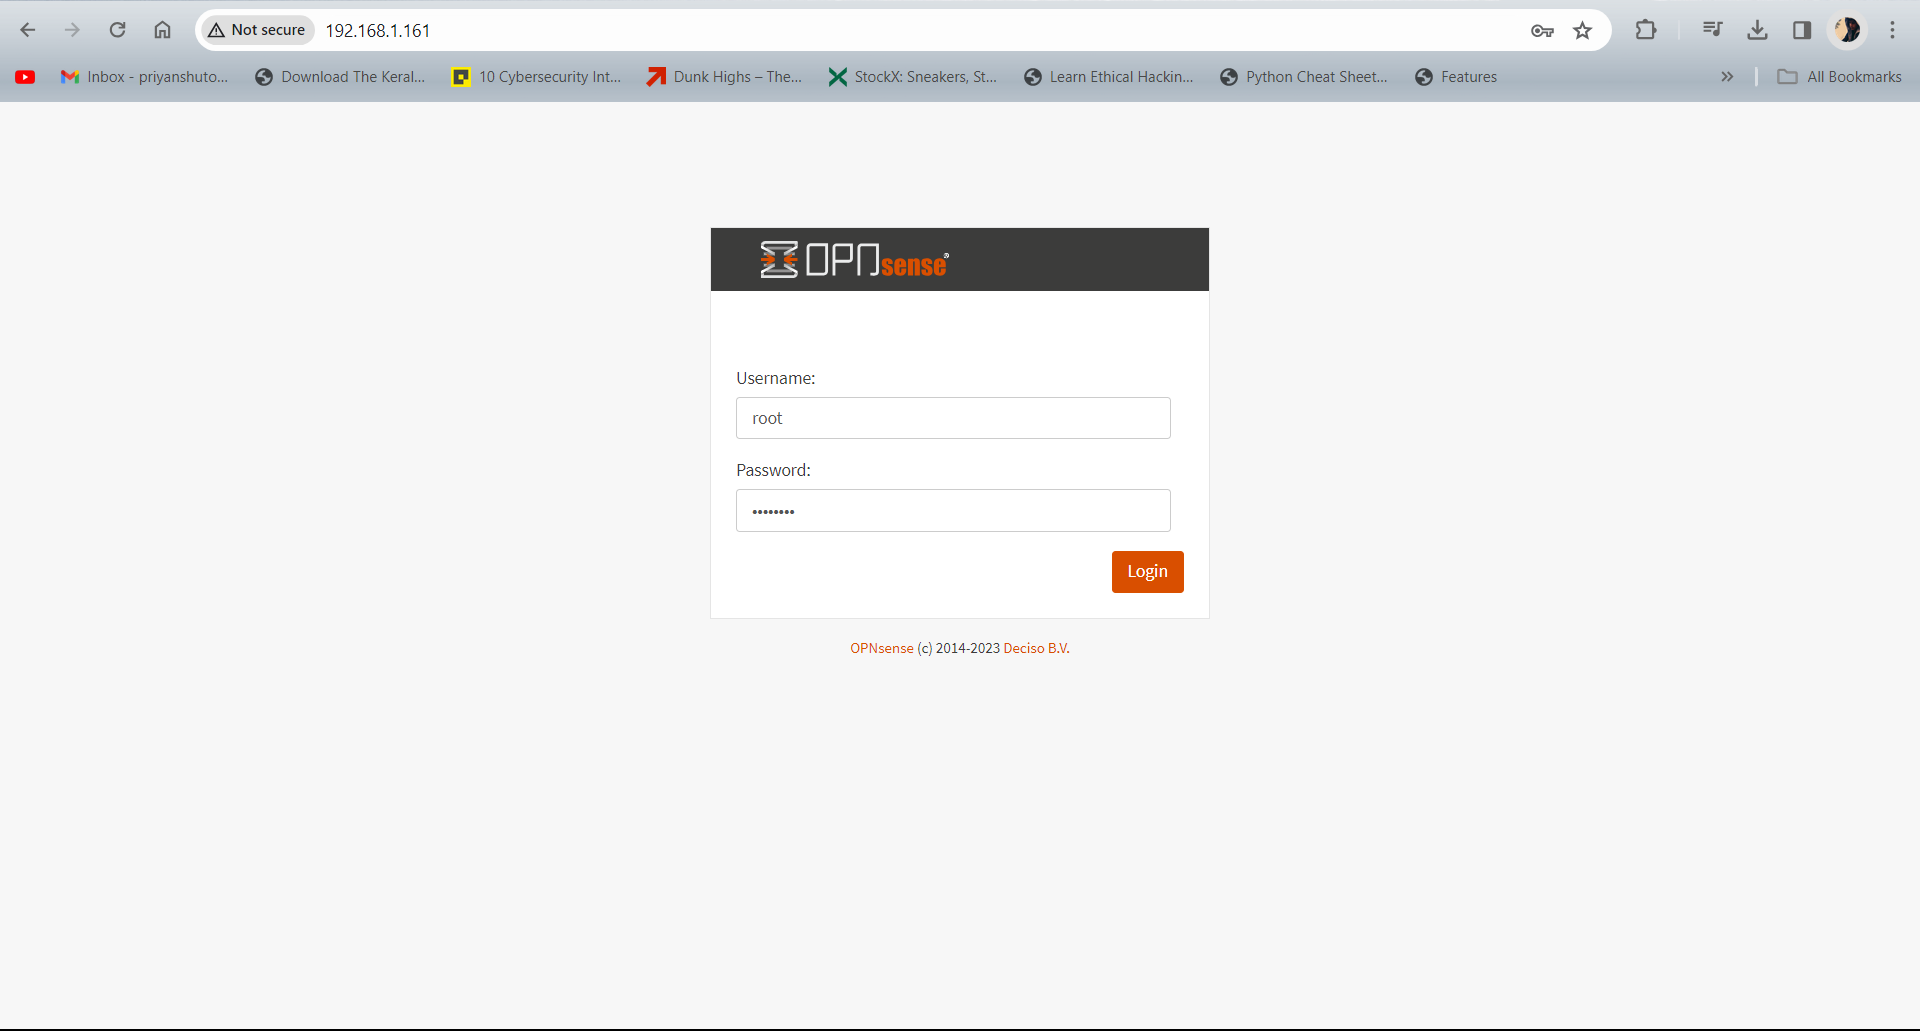 Not secure 192.168.1.161
Inbox - priyanshuto... Download The Keral... 10 Cybersecurity Int... Dunk Highs – The... StockX: Sneakers, St... Learn Ethical Hackin... Python Cheat Sheet... Features All Bookmarks
OPNsense®
Username:
root
Password:
••••••••
Login
OPNsense (c) 2014-2023 Deciso B.V.